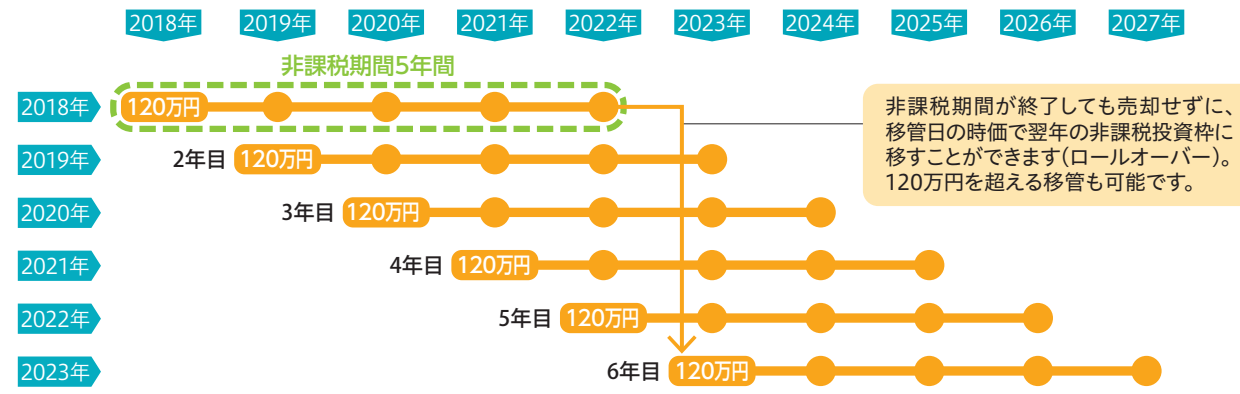 2018年 2019年 2020年 2021年 2022年 2023年 2024年 2025年 2026年 2027年
非課税期間5年間
2018年 120万円
2019年 2年目 120万円
2020年 3年目 120万円
2021年 4年目 120万円
2022年 5年目 120万円
2023年 6年目 120万円
非課税期間が終了しても売却せずに、
移管日の時価で翌年の非課税投資枠に
移すことができます(ロールオーバー)。
120万円を超える移管も可能です。